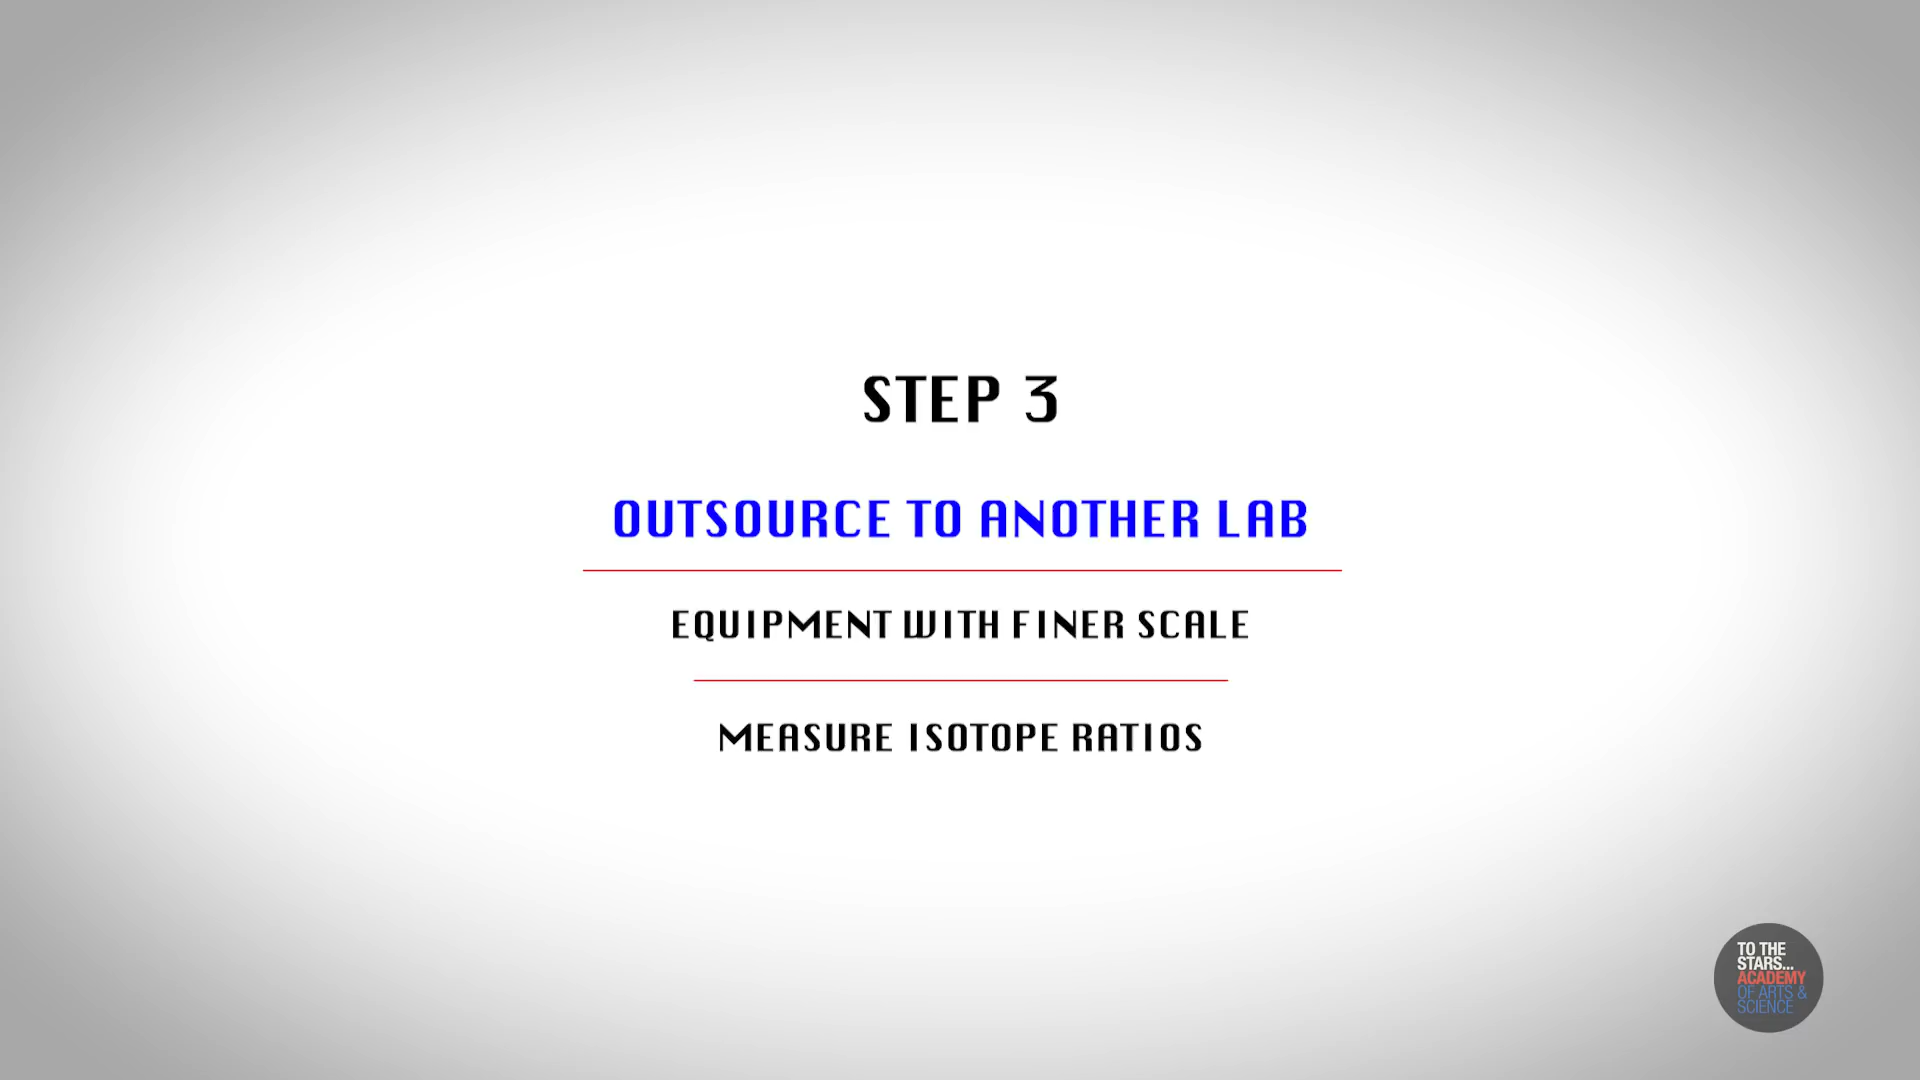 STEP 3
OUTSOURCE TO ANOTHER LAB
EQUIPMENT WITH FINER SCALE
MEASURE ISOTOPE RATIOS
TO THE
STARS...
ACADEMY
OF ARTS &
SCIENCE